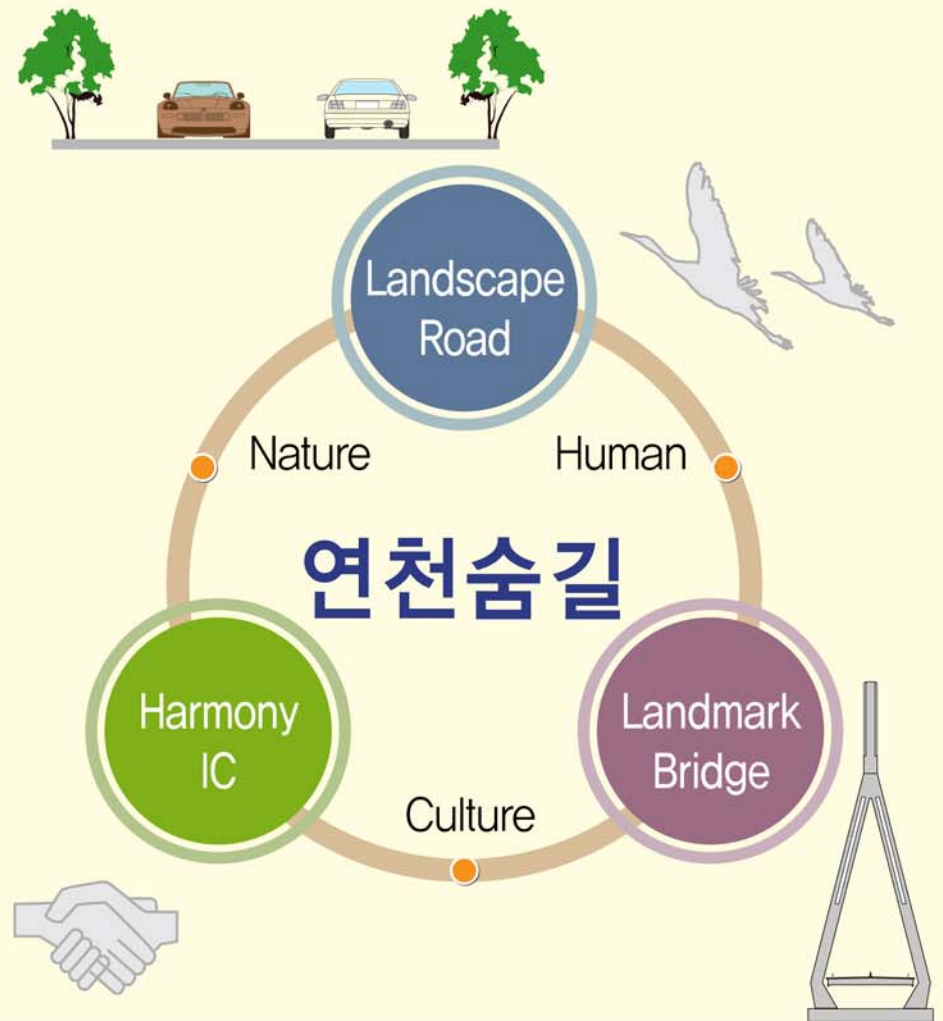 Landscape
Road
Nature
Human
연천숨길
Harmony
IC
Landmark
Bridge
Culture